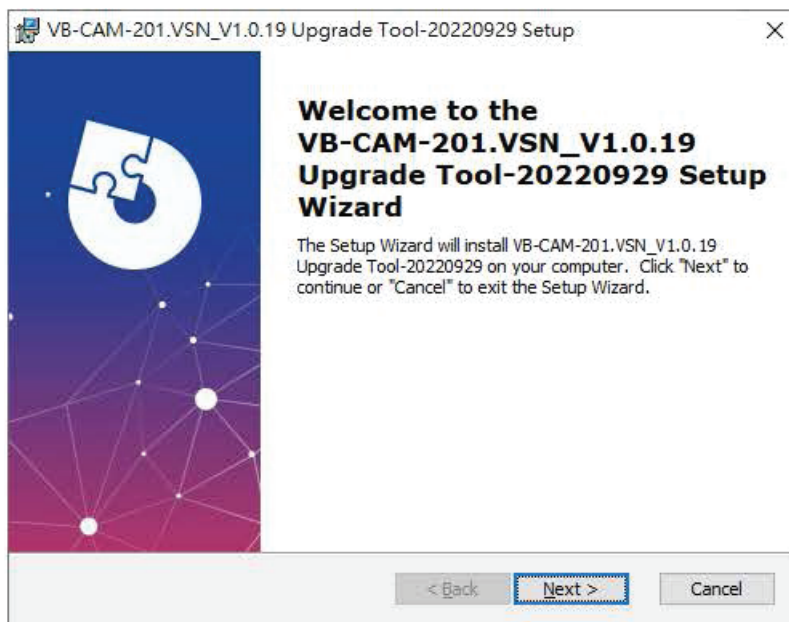 VB-CAM-201.VSN_V1.0.19 Upgrade Tool-20220929 Setup
Welcome to the
VB-CAM-201.VSN_V1.0.19
Upgrade Tool-20220929 Setup
Wizard
The Setup Wizard will install VB-CAM-201.VSN_V1.0.19
Upgrade Tool-20220929 on your computer.  Click "Next" to
continue or "Cancel" to exit the Setup Wizard.
< Back
Next >
Cancel